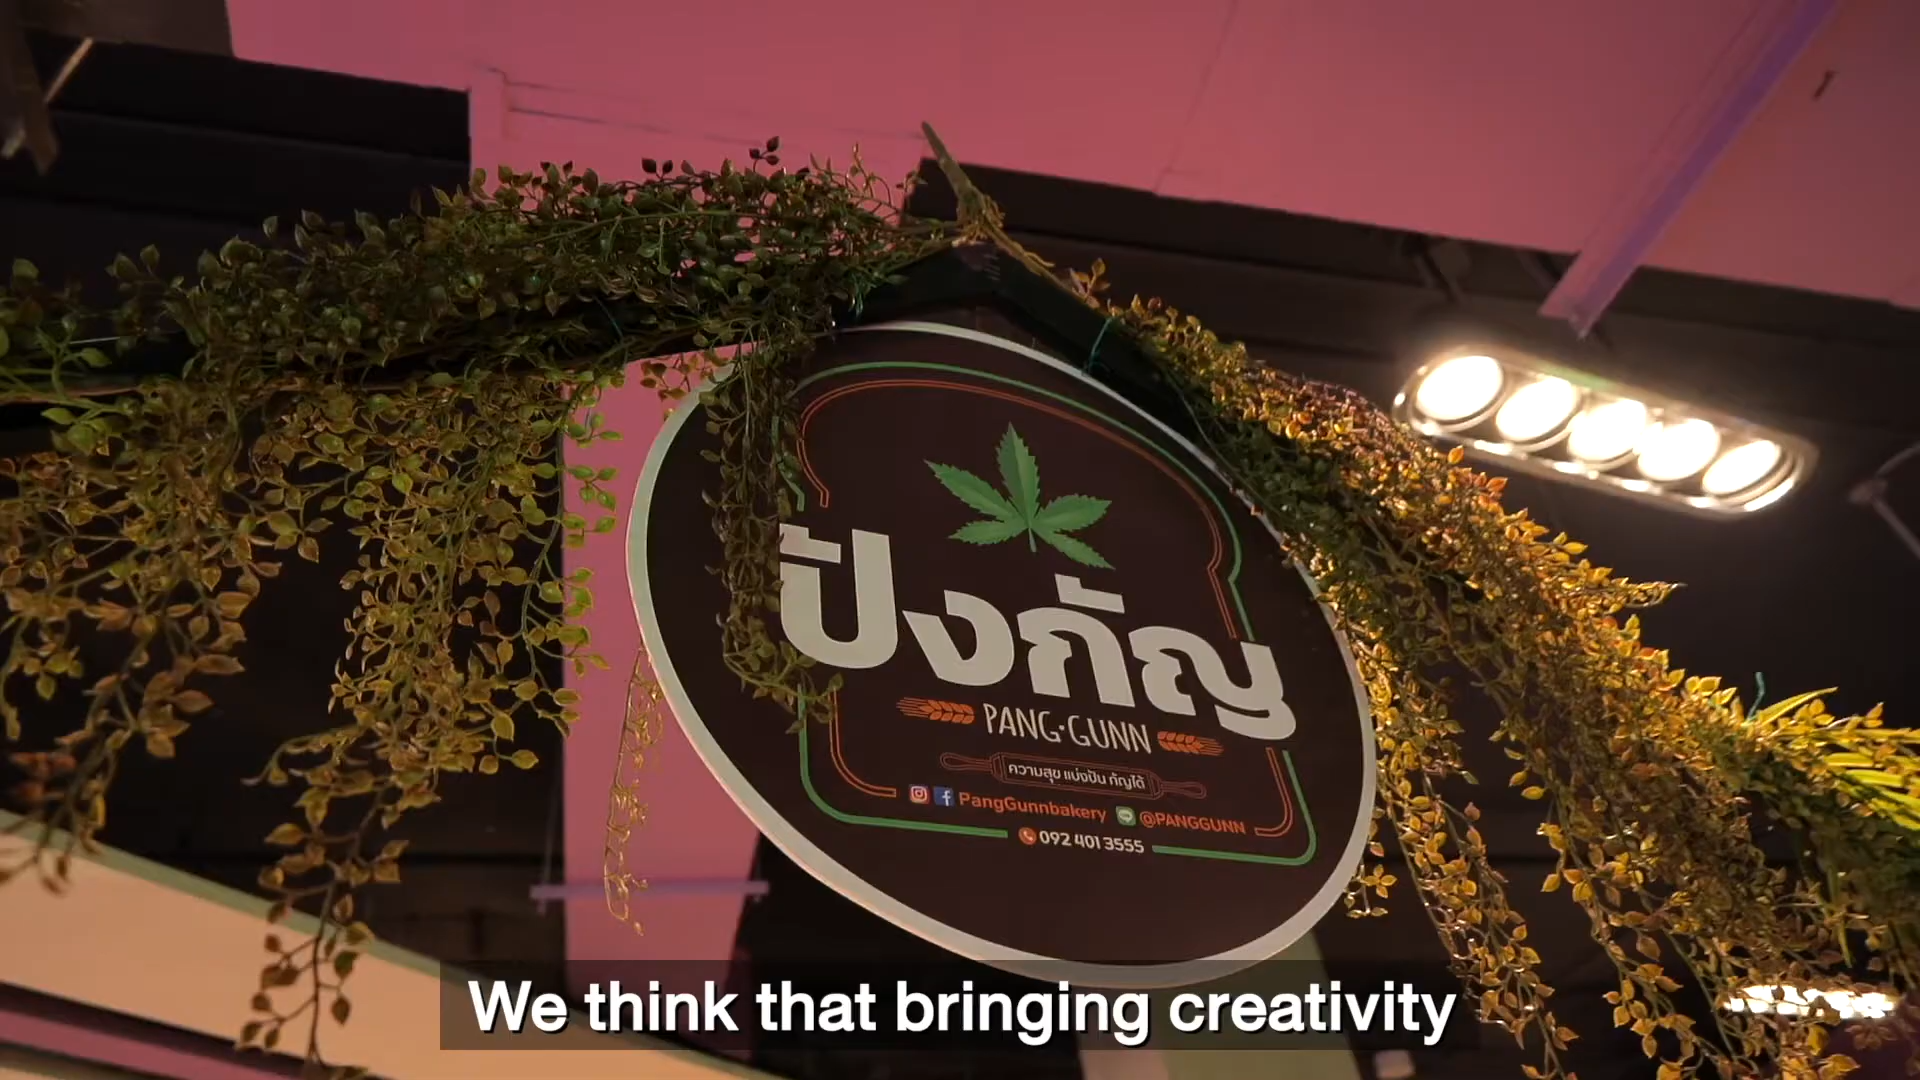 ปังกัญ
PANG·GUNN
ความสุข แบ่งปัน กัญได้
PangGunnbakery @PANGGUNN
092 401 3555
We think that bringing creativity